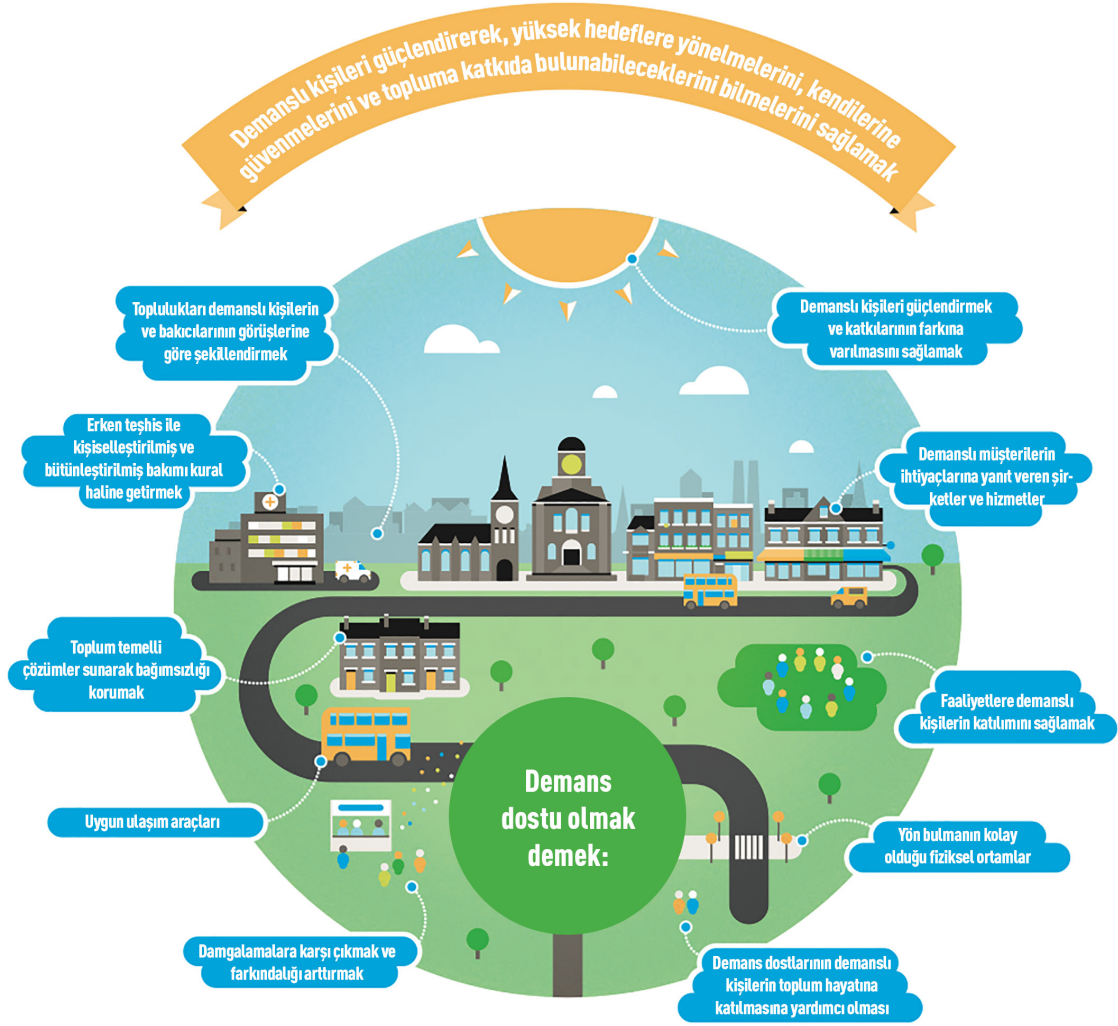 Demanslı kişileri güçlendirerek, yüksek hedeflere yönelmelerini, kendilerine
güvenmelerini ve topluma katkıda bulunabileceklerini bilmelerini sağlamak
Toplulukları demanslı kişilerin
ve bakıcılarının görüşlerine
göre şekillendirmek
Demanslı kişileri güçlendirmek
ve katkılarının farkına
varılmasını sağlamak
Erken teşhis ile
kişiselleştirilmiş ve
bütünleştirilmiş bakımı kural
haline getirmek
Demanslı müşterilerin
ihtiyaçlarına yanıt veren şir-
ketler ve hizmetler
Toplum temelli
çözümler sunarak bağımsızlığı
korumak
Faaliyetlere demanslı
kişilerin katılımını sağlamak
Demans
dostu olmak
demek:
Uygun ulaşım araçları
Yön bulmanın kolay
olduğu fiziksel ortamlar
Damgalamalara karşı çıkmak ve
farkındalığı arttırmak
Demans dostlarının demanslı
kişilerin toplum hayatına
katılmasına yardımcı olması